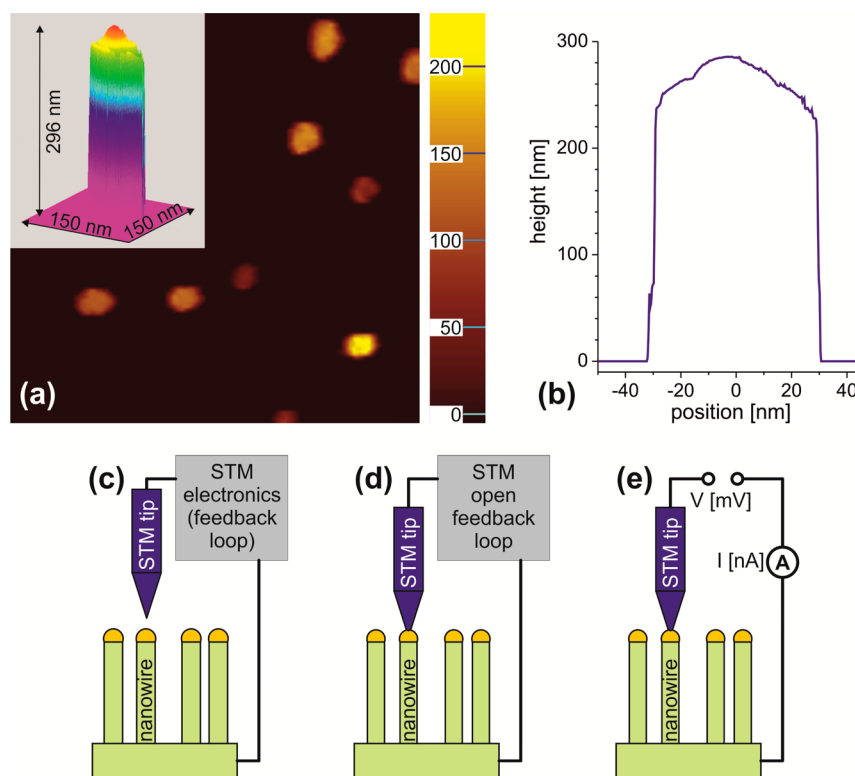 (a)
296 nm
150 nm
150 nm
200
150
100
50
0
(b)
height [nm]
300
200
100
0
-40
-20
0
20
40
position [nm]
(c)
STM
electronics
(feedback
loop)
STM tip
nanowire
(d)
STM
open
feedback
loop
STM tip
nanowire
(e)
V [mV]
I [nA]
A
STM tip
nanowire